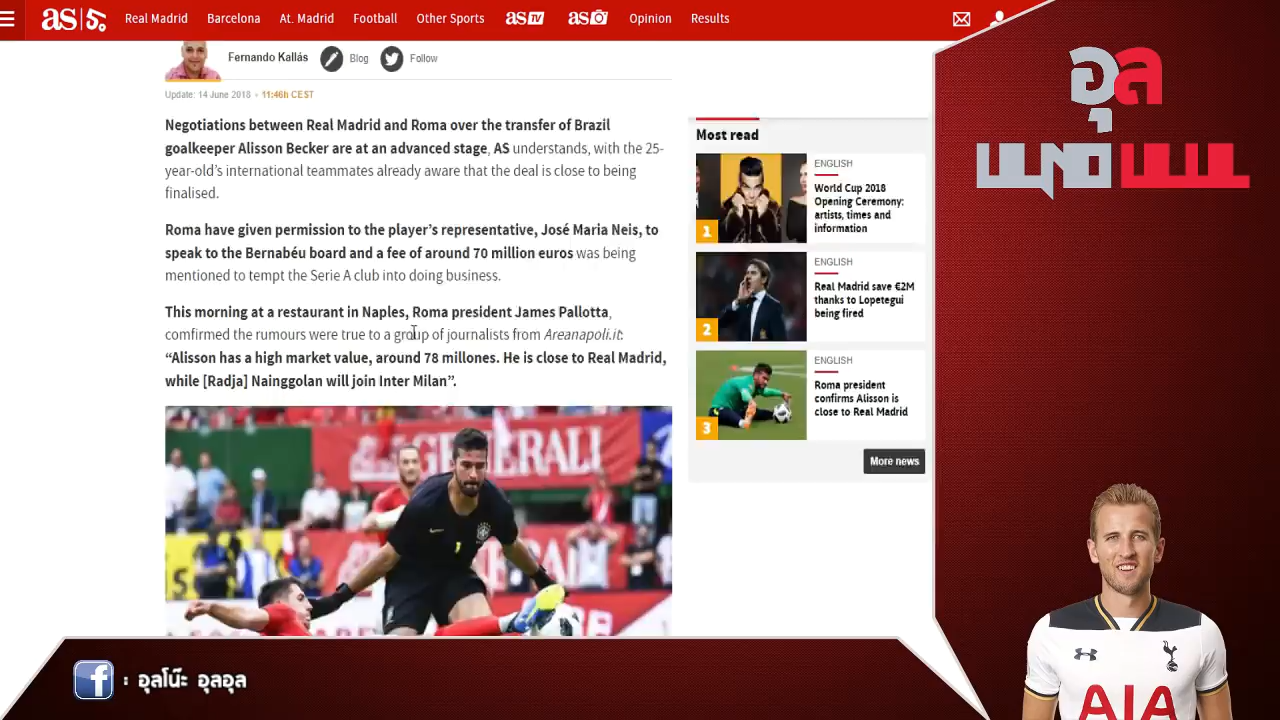 as 5.
Real Madrid
Barcelona
At. Madrid
Football
Other Sports
as TV
as
Opinion
Results
Fernando Kallás
Blog
Follow
Update: 14 June 2018 • 11:46h CEST
Negotiations between Real Madrid and Roma over the transfer of Brazil
goalkeeper Alisson Becker are at an advanced stage, AS understands, with the 25-
year-old’s international teammates already aware that the deal is close to being
finalised.
Roma have given permission to the player’s representative, José Maria Neis, to
speak to the Bernabéu board and a fee of around 70 million euros was being
mentioned to tempt the Serie A club into doing business.
This morning at a restaurant in Naples, Roma president James Pallotta,
comfirmed the rumours were true to a group of journalists from Areanapoli.it:
“Alisson has a high market value, around 78 millones. He is close to Real Madrid,
while [Radja] Nainggolan will join Inter Milan”.
GENERALI
Most read
ENGLISH
World Cup 2018
Opening Ceremony:
artists, times and
information
1
ENGLISH
Real Madrid save €2M
thanks to Lopetegui
being fired
2
ENGLISH
Roma president
confirms Alisson is
close to Real Madrid
3
More news
อุล
AIA
f : อุลโน๊ะ อุลอุล